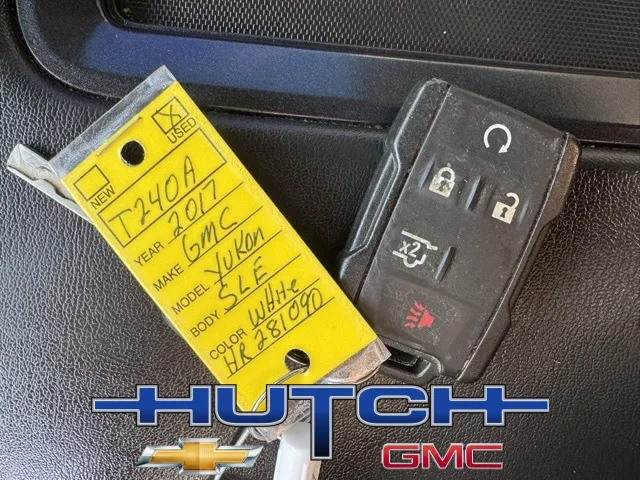 NEW
USED
T240A
YEAR 2017
MAKE GMC
MODEL Yukon
BODY SLE
COLOR White
HR 281090
x2
HUTCH
GMC